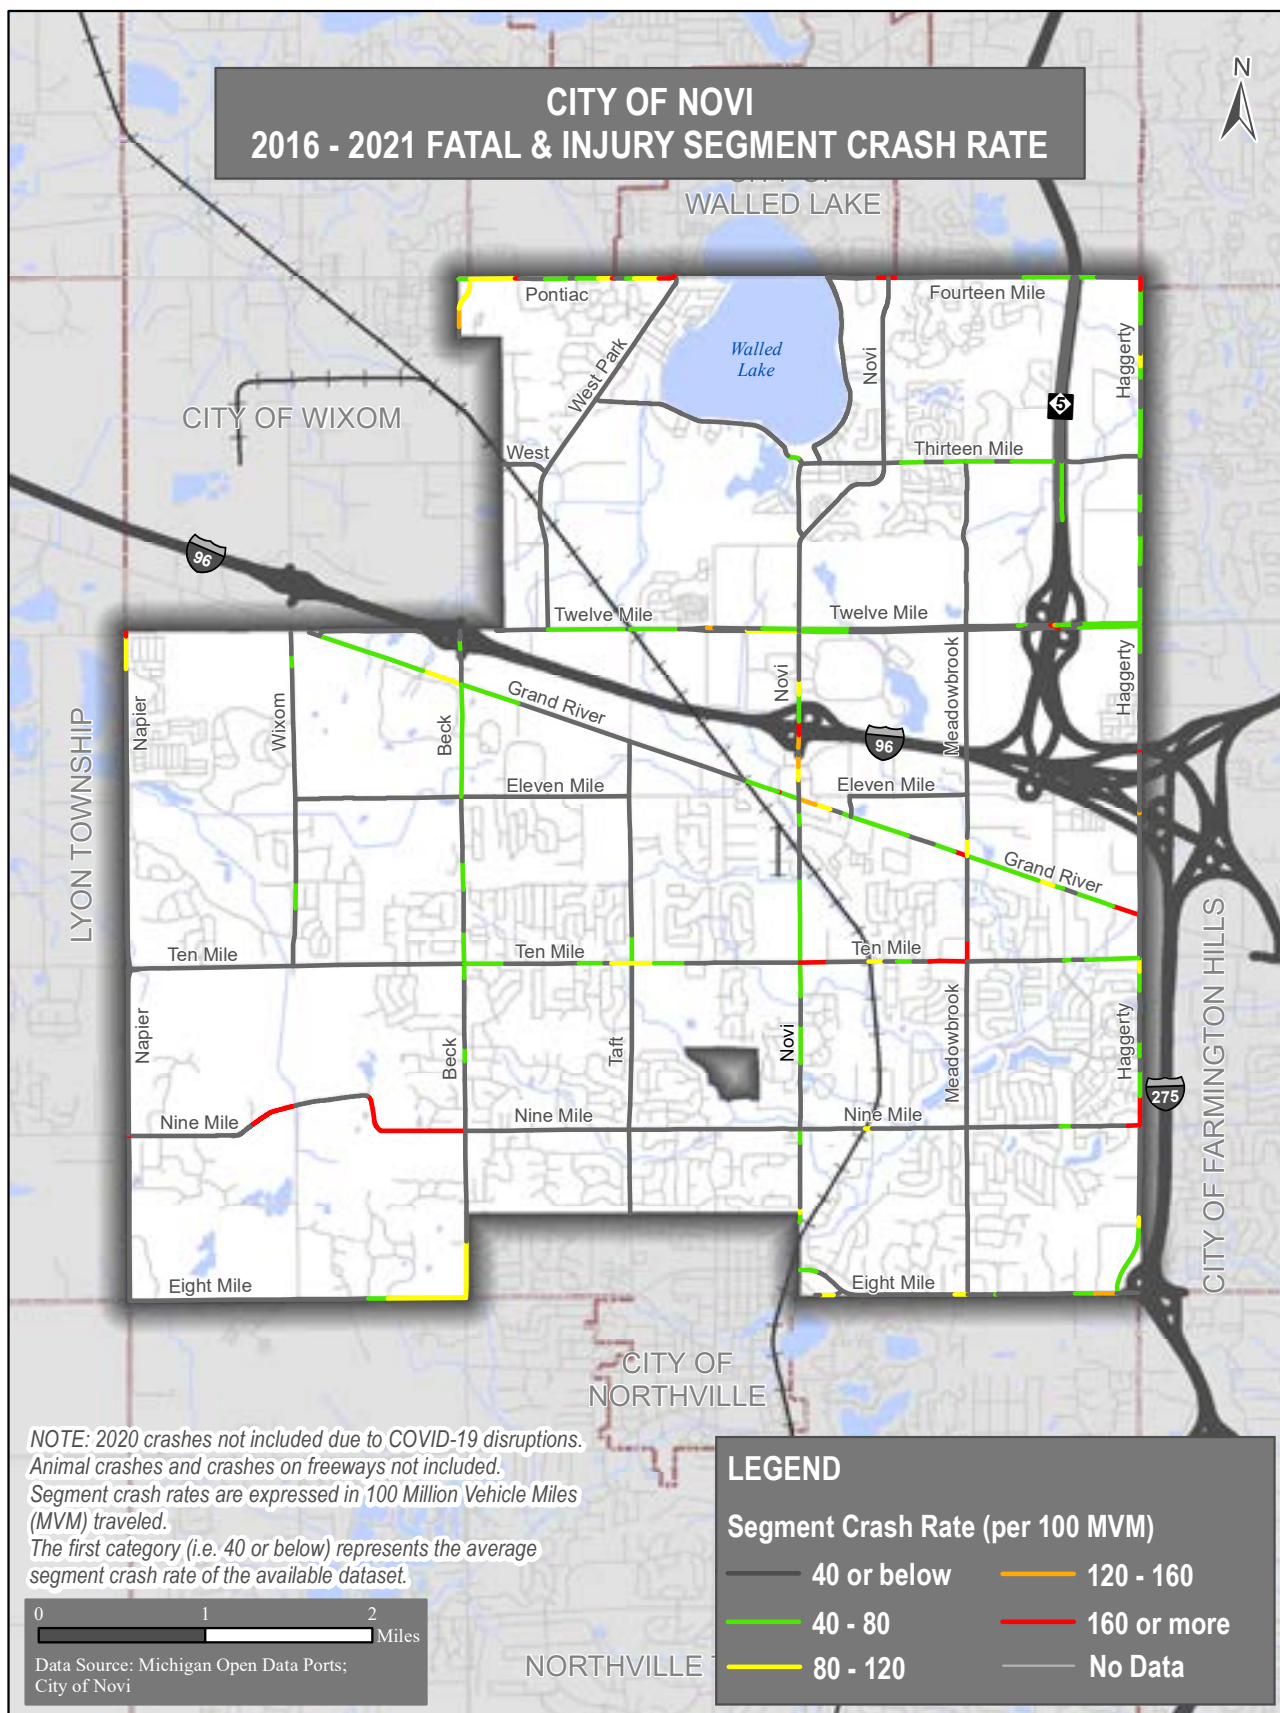 CITY OF NOVI
2016 - 2021 FATAL & INJURY SEGMENT CRASH RATE
N
WALLED LAKE
Pontiac
Fourteen Mile
Walled
Lake
West Park
Novi
Haggerty
5
CITY OF WIXOM
West
Thirteen Mile
96
Twelve Mile
Twelve Mile
Napier
Wixom
Beck
Grand River
Novi
Meadowbrook
Haggerty
LYON TOWNSHIP
96
Eleven Mile
Eleven Mile
Grand River
Ten Mile
Ten Mile
Ten Mile
CITY OF FARMINGTON HILLS
Napier
Beck
Taft
Novi
Meadowbrook
Haggerty
275
Nine Mile
Nine Mile
Nine Mile
Eight Mile
Eight Mile
CITY OF
NORTHVILLE
NOTE: 2020 crashes not included due to COVID-19 disruptions.
Animal crashes and crashes on freeways not included.
Segment crash rates are expressed in 100 Million Vehicle Miles
(MVM) traveled.
The first category (i.e. 40 or below) represents the average
segment crash rate of the available dataset.
0 1 2
Miles
Data Source: Michigan Open Data Ports;
City of Novi
NORTHVILLE
LEGEND
Segment Crash Rate (per 100 MVM)
40 or below
120 - 160
40 - 80
160 or more
80 - 120
No Data